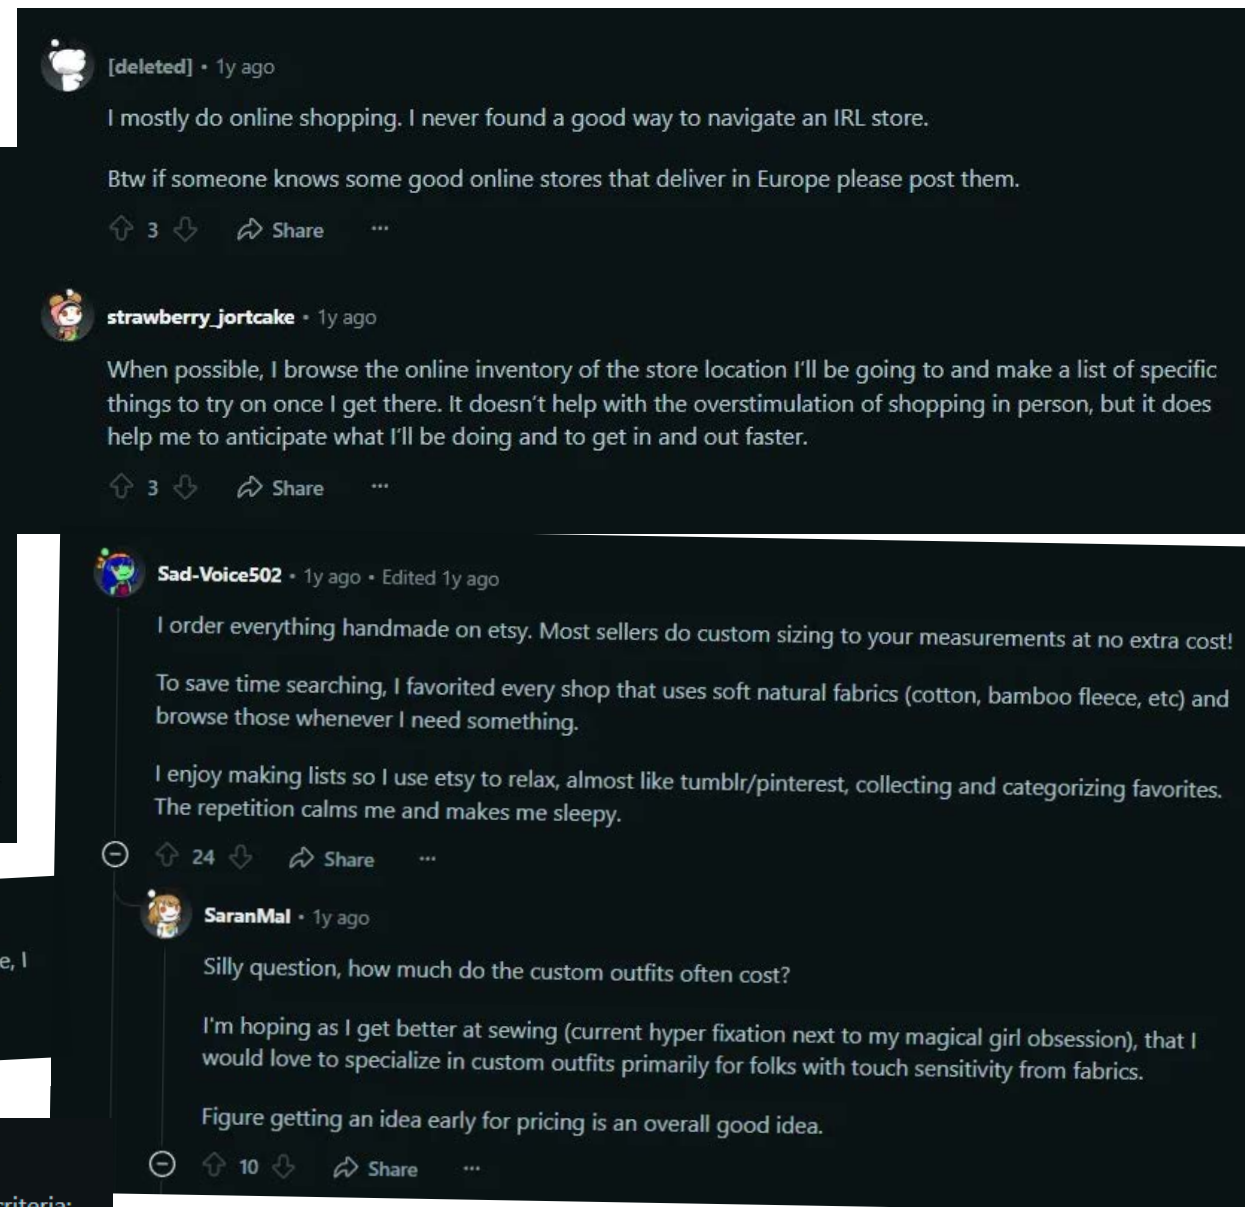 [deleted] • 1y ago
I mostly do online shopping. I never found a good way to navigate an IRL store.
Btw if someone knows some good online stores that deliver in Europe please post them.
3 Share ...
strawberry_jortcake • 1y ago
When possible, I browse the online inventory of the store location I'll be going to and make a list of specific
things to try on once I get there. It doesn't help with the overstimulation of shopping in person, but it does
help me to anticipate what I'll be doing and to get in and out faster.
3 Share ...
Sad-Voice502 • 1y ago • Edited 1y ago
I order everything handmade on etsy. Most sellers do custom sizing to your measurements at no extra cost!
To save time searching, I favorited every shop that uses soft natural fabrics (cotton, bamboo fleece, etc) and
browse those whenever I need something.
I enjoy making lists so I use etsy to relax, almost like tumblr/pinterest, collecting and categorizing favorites.
The repetition calms me and makes me sleepy.
24 Share ...
SaranMal • 1y ago
Silly question, how much do the custom outfits often cost?
I'm hoping as I get better at sewing (current hyper fixation next to my magical girl obsession), that I
would love to specialize in custom outfits primarily for folks with touch sensitivity from fabrics.
Figure getting an idea early for pricing is an overall good idea.
10 Share ...
e, I